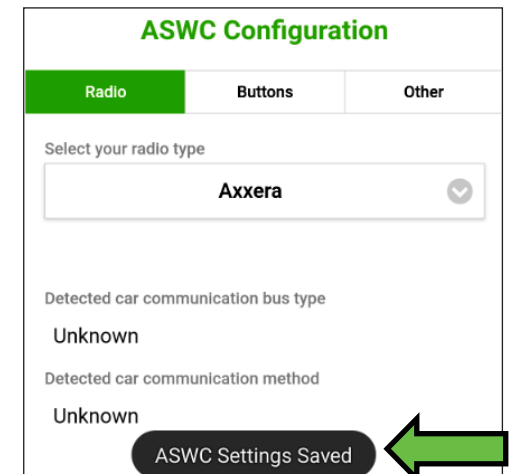 ASWC Configuration
Radio
Buttons
Other
Select your radio type
Axxera
Detected car communication bus type
Unknown
Detected car communication method
Unknown
ASWC Settings Saved